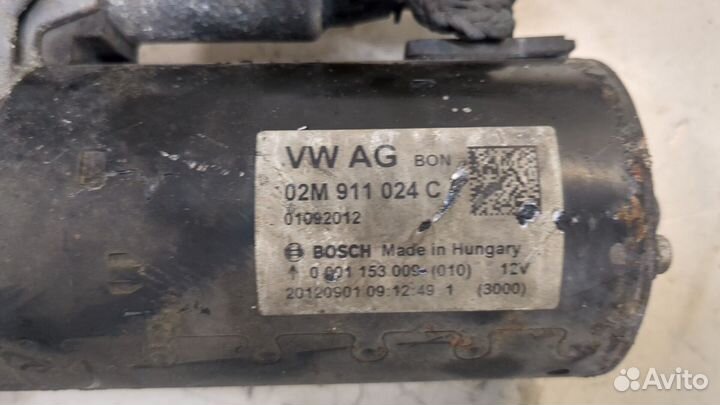 VW AG BON
02M 911 024 C
01092012
BOSCH Made in Hungary
0 001 153 009 (010) 12V
20120901 09:12:49 1 (3000)
Avito